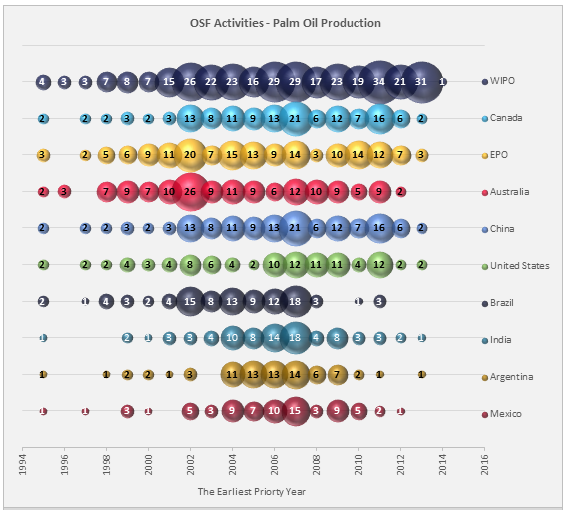 OSF Activities - Palm Oil Production
4 3 3 7 8 7 15 26 22 23 16 29 29 17 23 19 34 21 31 1 WIPO
2 2 2 3 2 3 13 8 11 9 13 21 6 12 7 16 6 2 Canada
3 2 5 6 9 11 20 7 15 13 9 14 3 10 14 12 7 3 EPO
2 3 7 9 7 10 26 11 9 6 12 10 9 5 9 2 Australia
2 2 2 3 2 3 13 8 11 9 13 21 6 12 7 16 6 2 China
2 2 2 4 3 4 8 6 4 2 10 12 11 11 4 12 2 2 United States
2 1 4 3 2 4 15 8 13 9 12 18 3 1 3 Brazil
1 2 1 3 3 4 10 8 14 18 4 8 3 3 2 1 India
1 1 2 2 1 3 11 13 13 14 6 7 2 1 1 Argentina
1 1 3 1 5 3 9 7 10 15 3 9 5 2 1 Mexico
1994 1996 1998 2000 2002 2004 2006 2008 2010 2012 2014 2016
The Earliest Priorty Year